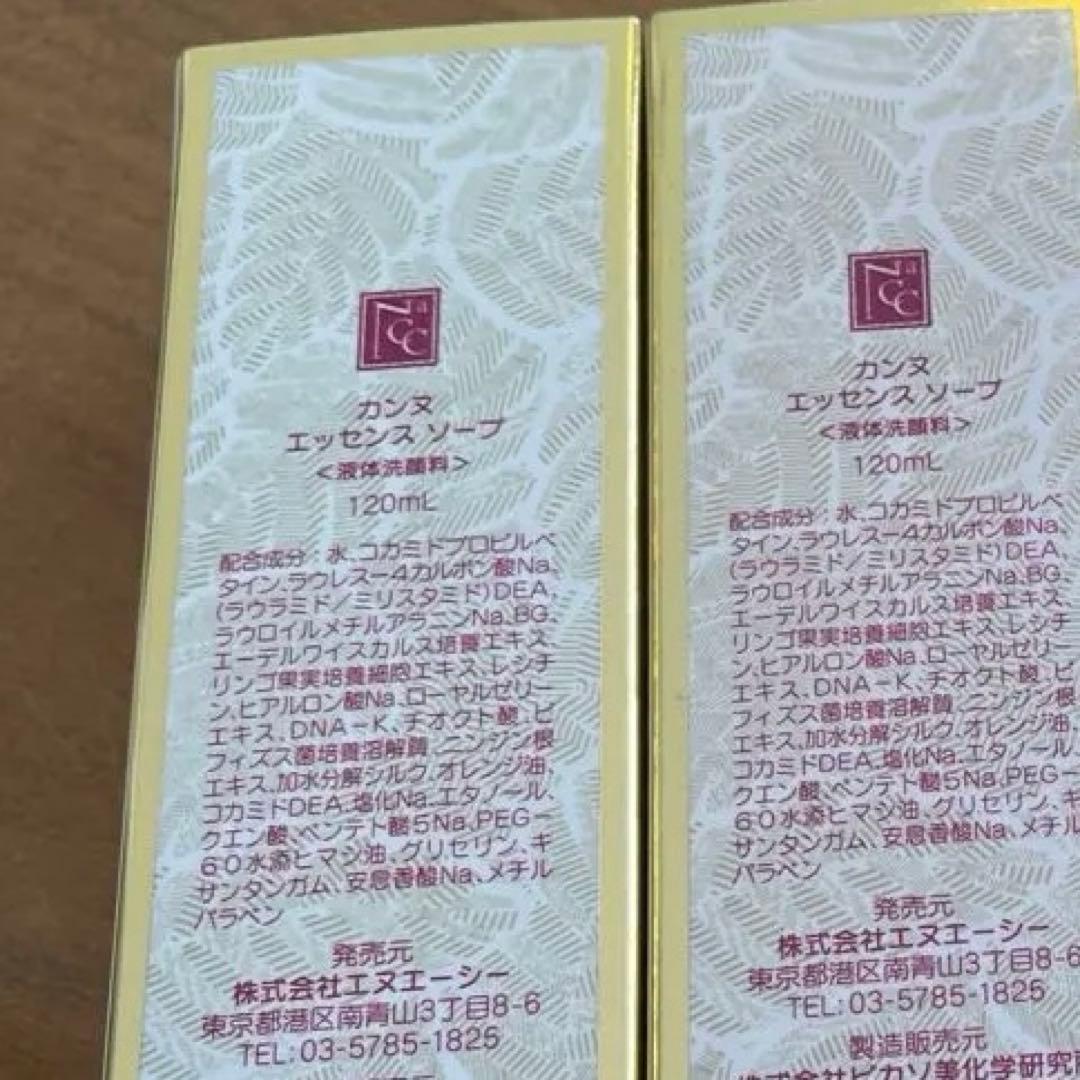 カンヌ
エッセンス ソープ
<液体洗顔料>
120mL
配合成分:水、コカミドプロピルベ
タイン、ラウレス−4カルボン酸Na、
(ラウラミド/ミリスタミド)DEA、
ラウロイルメチルアラニンNa、BG、
エーデルワイスカルス培養エキス、
リンゴ果実培養細胞エキス、レシチ
ン、ヒアルロン酸Na、ローヤルゼリー
エキス、DNA−K、チオクト酸、ビ
フィズス菌培養溶解質、ニンジン根
エキス、加水分解シルク、オレンジ油、
コカミドDEA、塩化Na、エタノール、
クエン酸、ペンテト酸5Na、PEG−
60水添ヒマシ油、グリセリン、キ
サンタンガム、安息香酸Na、メチル
パラベン
発売元
株式会社エヌエーシー
東京都港区南青山3丁目8-6
TEL:03-5785-1825
カンヌ
エッセンス ソープ
<液体洗顔料>
120mL
配合成分:水、コカミドプロピルベ
タイン、ラウレス−4カルボン酸Na、
(ラウラミド/ミリスタミド)DEA、
ラウロイルメチルアラニンNa、BG、
エーデルワイスカルス培養エキス、
リンゴ果実培養細胞エキス、レシチ
ン、ヒアルロン酸Na、ローヤルゼリー
エキス、DNA−K、チオクト酸、ビ
フィズス菌培養溶解質、ニンジン根
エキス、加水分解シルク、オレンジ油、
コカミドDEA、塩化Na、エタノール、
クエン酸、ペンテト酸5Na、PEG−
60水添ヒマシ油、グリセリン、キ
サンタンガム、安息香酸Na、メチル
パラベン
発売元
株式会社エヌエーシー
東京都港区南青山3丁目8-6
TEL:03-5785-1825
製造販売元
株式会社ピカソ美化学研究所